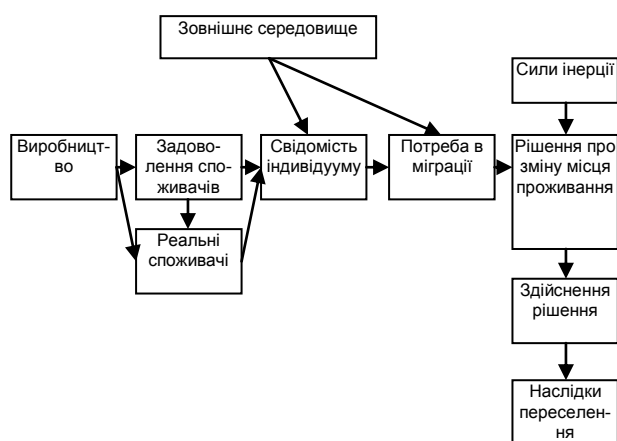 Зовнішнє середовище
Сили інерції
Виробницт-
во
Задово-
лення спо-
живачів
Свідомість
індивідууму
Потреба в
міграції
Рішення про
зміну місця
проживання
Реальні
споживачі
Здійснення
рішення
Наслідки
переселен-
ня